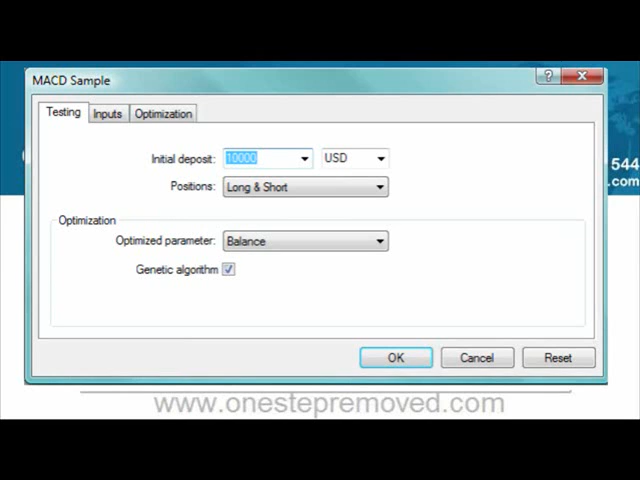 MACD Sample
?
Testing
Inputs
Optimization
Initial deposit: 10000 USD
Positions: Long & Short
Optimization
Optimized parameter: Balance
Genetic algorithm
OK
Cancel
Reset
544
.com
www.onestepremoved.com